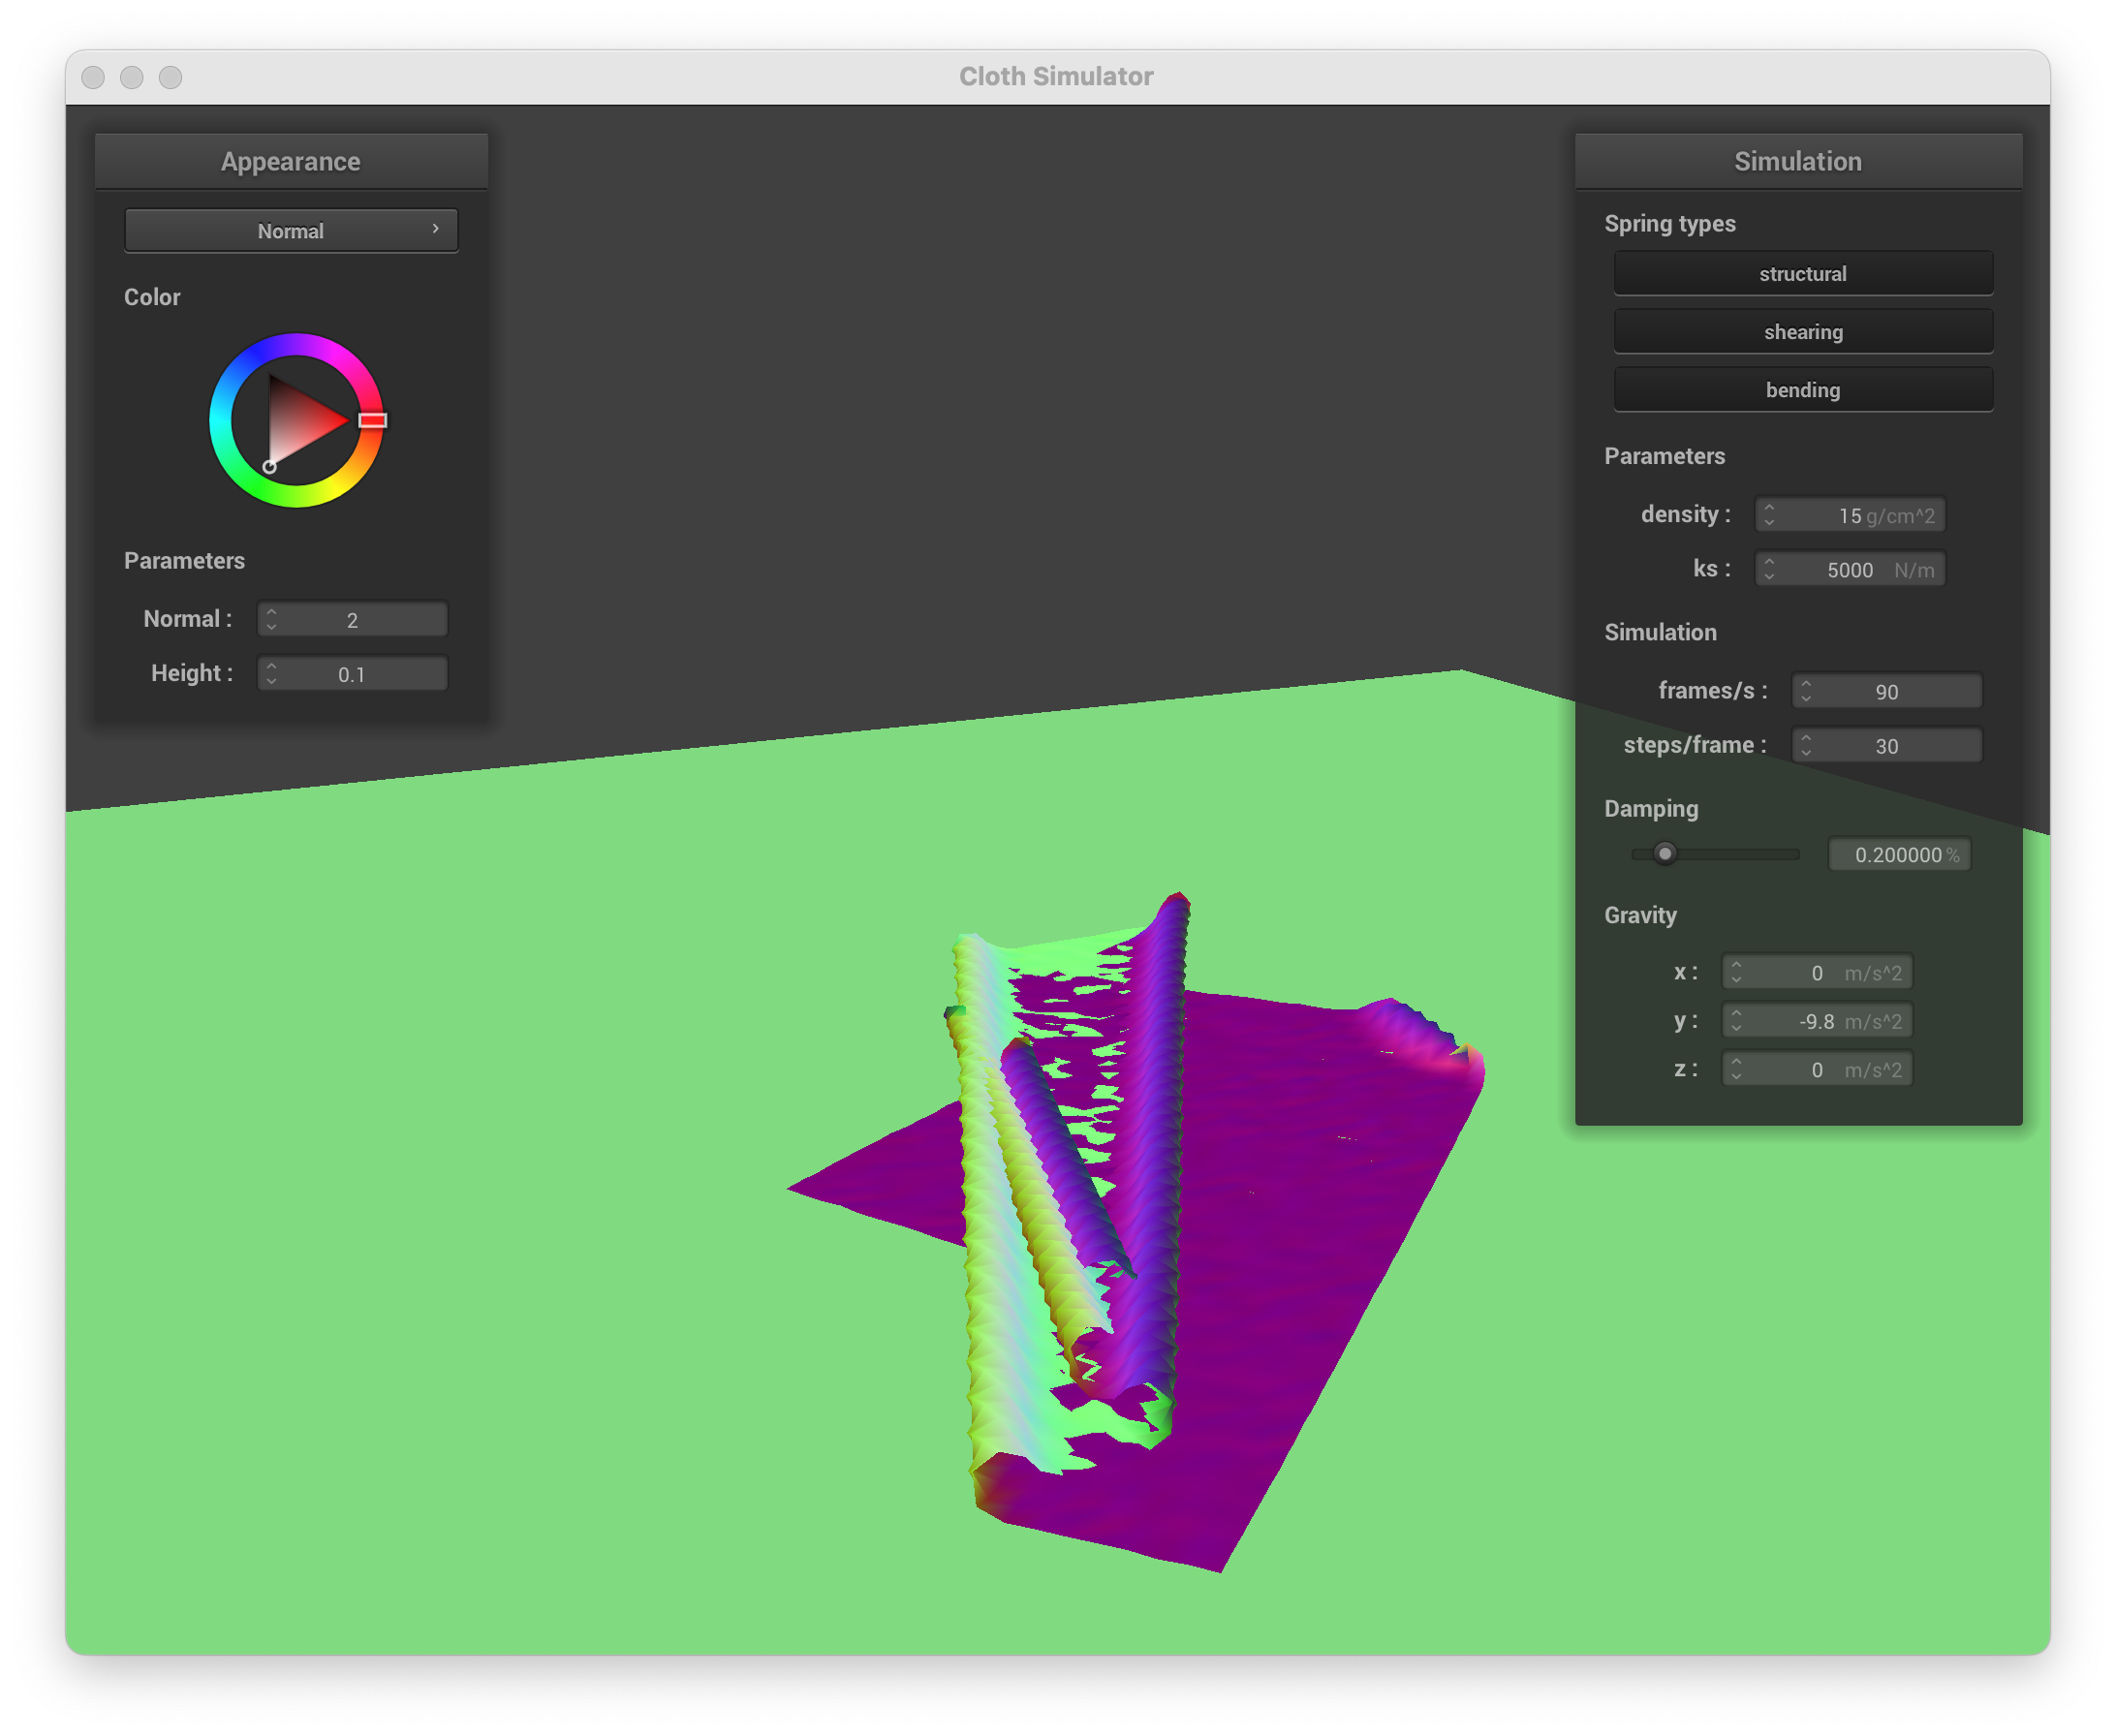 Cloth Simulator
Appearance
Normal
Color
Parameters
Normal : 2
Height : 0.1
Simulation
Spring types
structural
shearing
bending
Parameters
density : 15 g/cm^2
ks : 5000 N/m
Simulation
frames/s : 90
steps/frame : 30
Damping
0.200000 %
Gravity
x : 0 m/s^2
y : -9.8 m/s^2
z : 0 m/s^2